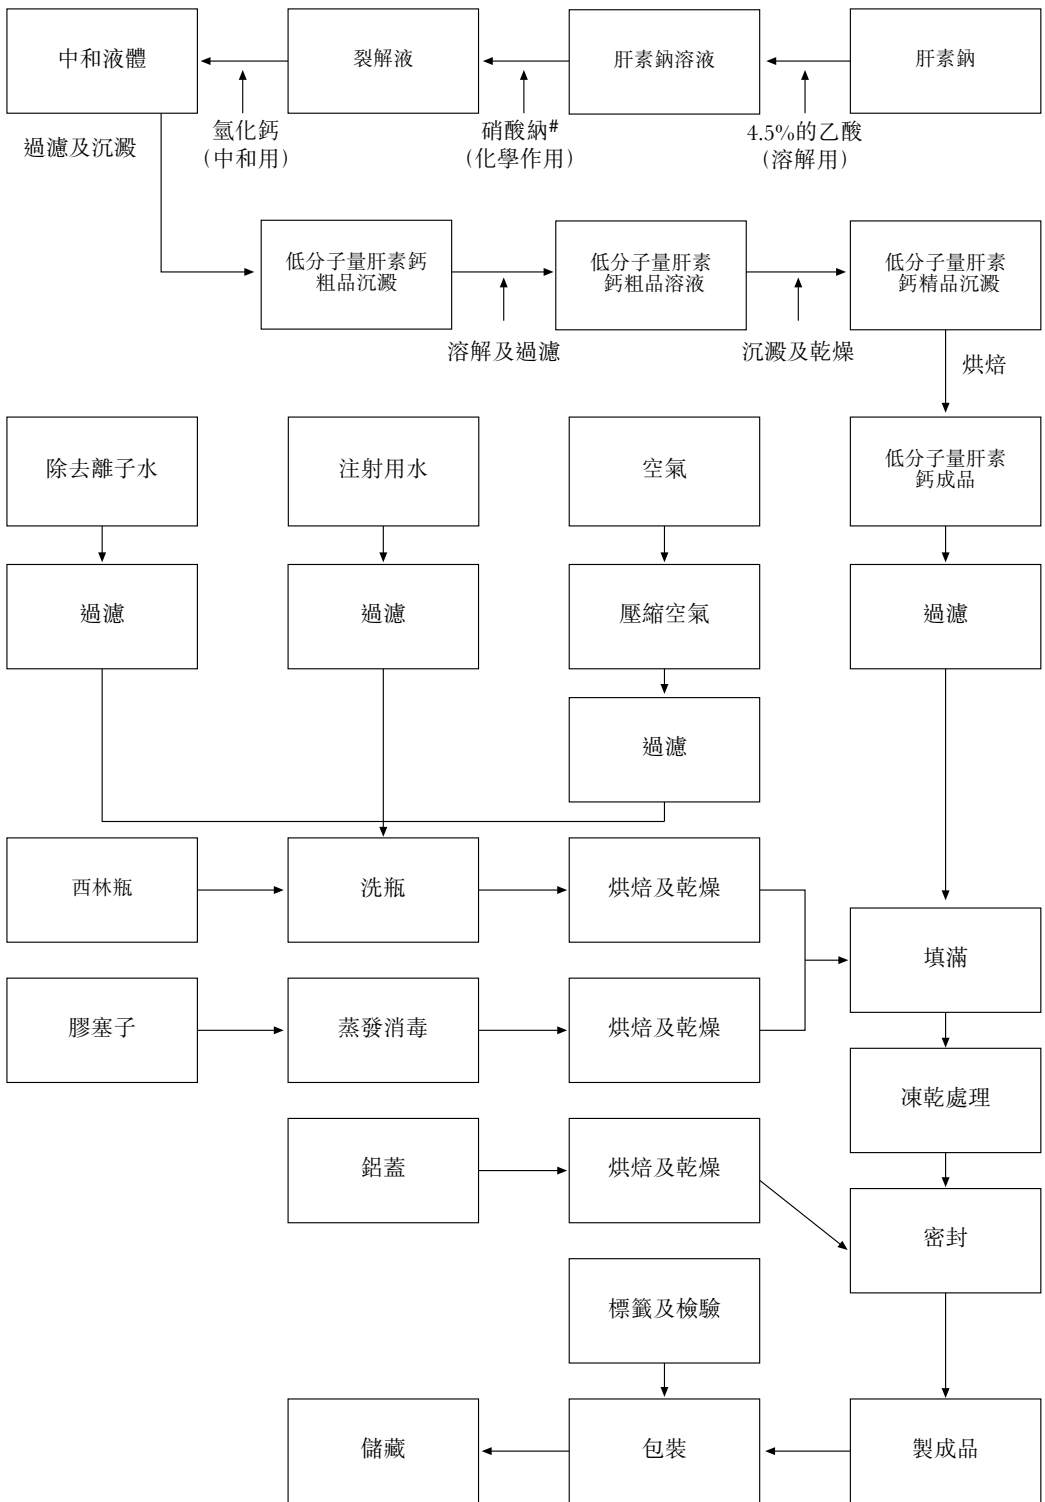 中和液體
裂解液
肝素鈉溶液
肝素鈉
過濾及沉澱
氫化鈣
(中和用)
硝酸納#
(化學作用)
4.5%的乙酸
(溶解用)
低分子量肝素鈣
粗品沉澱
低分子量肝素
鈣粗品溶液
低分子量肝素
鈣精品沉澱
溶解及過濾
沉澱及乾燥
烘焙
除去離子水
注射用水
空氣
低分子量肝素
鈣成品
過濾
過濾
壓縮空氣
過濾
過濾
西林瓶
洗瓶
烘焙及乾燥
填滿
膠塞子
蒸發消毒
烘焙及乾燥
凍乾處理
鋁蓋
烘焙及乾燥
密封
標籤及檢驗
儲藏
包裝
製成品